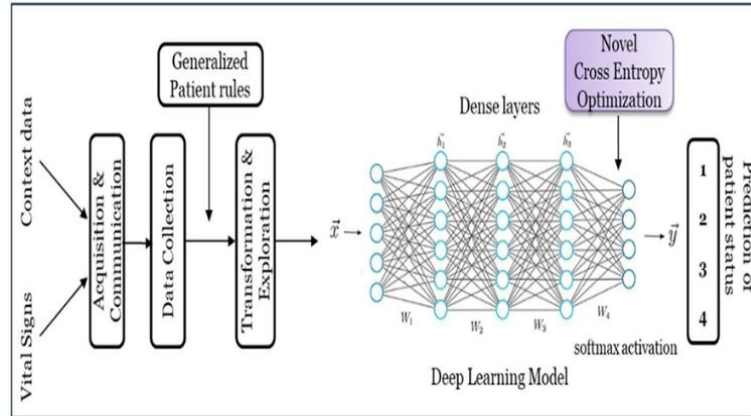 Context data
Vital Signs
Acquisition &
Communication
Data Collection
Generalized
Patient rules
Transformation &
Exploration
Novel
Cross Entropy
Optimization
Dense layers
h₁
h₂
h₃
x⃗
W₁
W₂
W₃
W₄
y⃗
softmax activation
Deep Learning Model
1
2
3
4
Prediction of
patient status